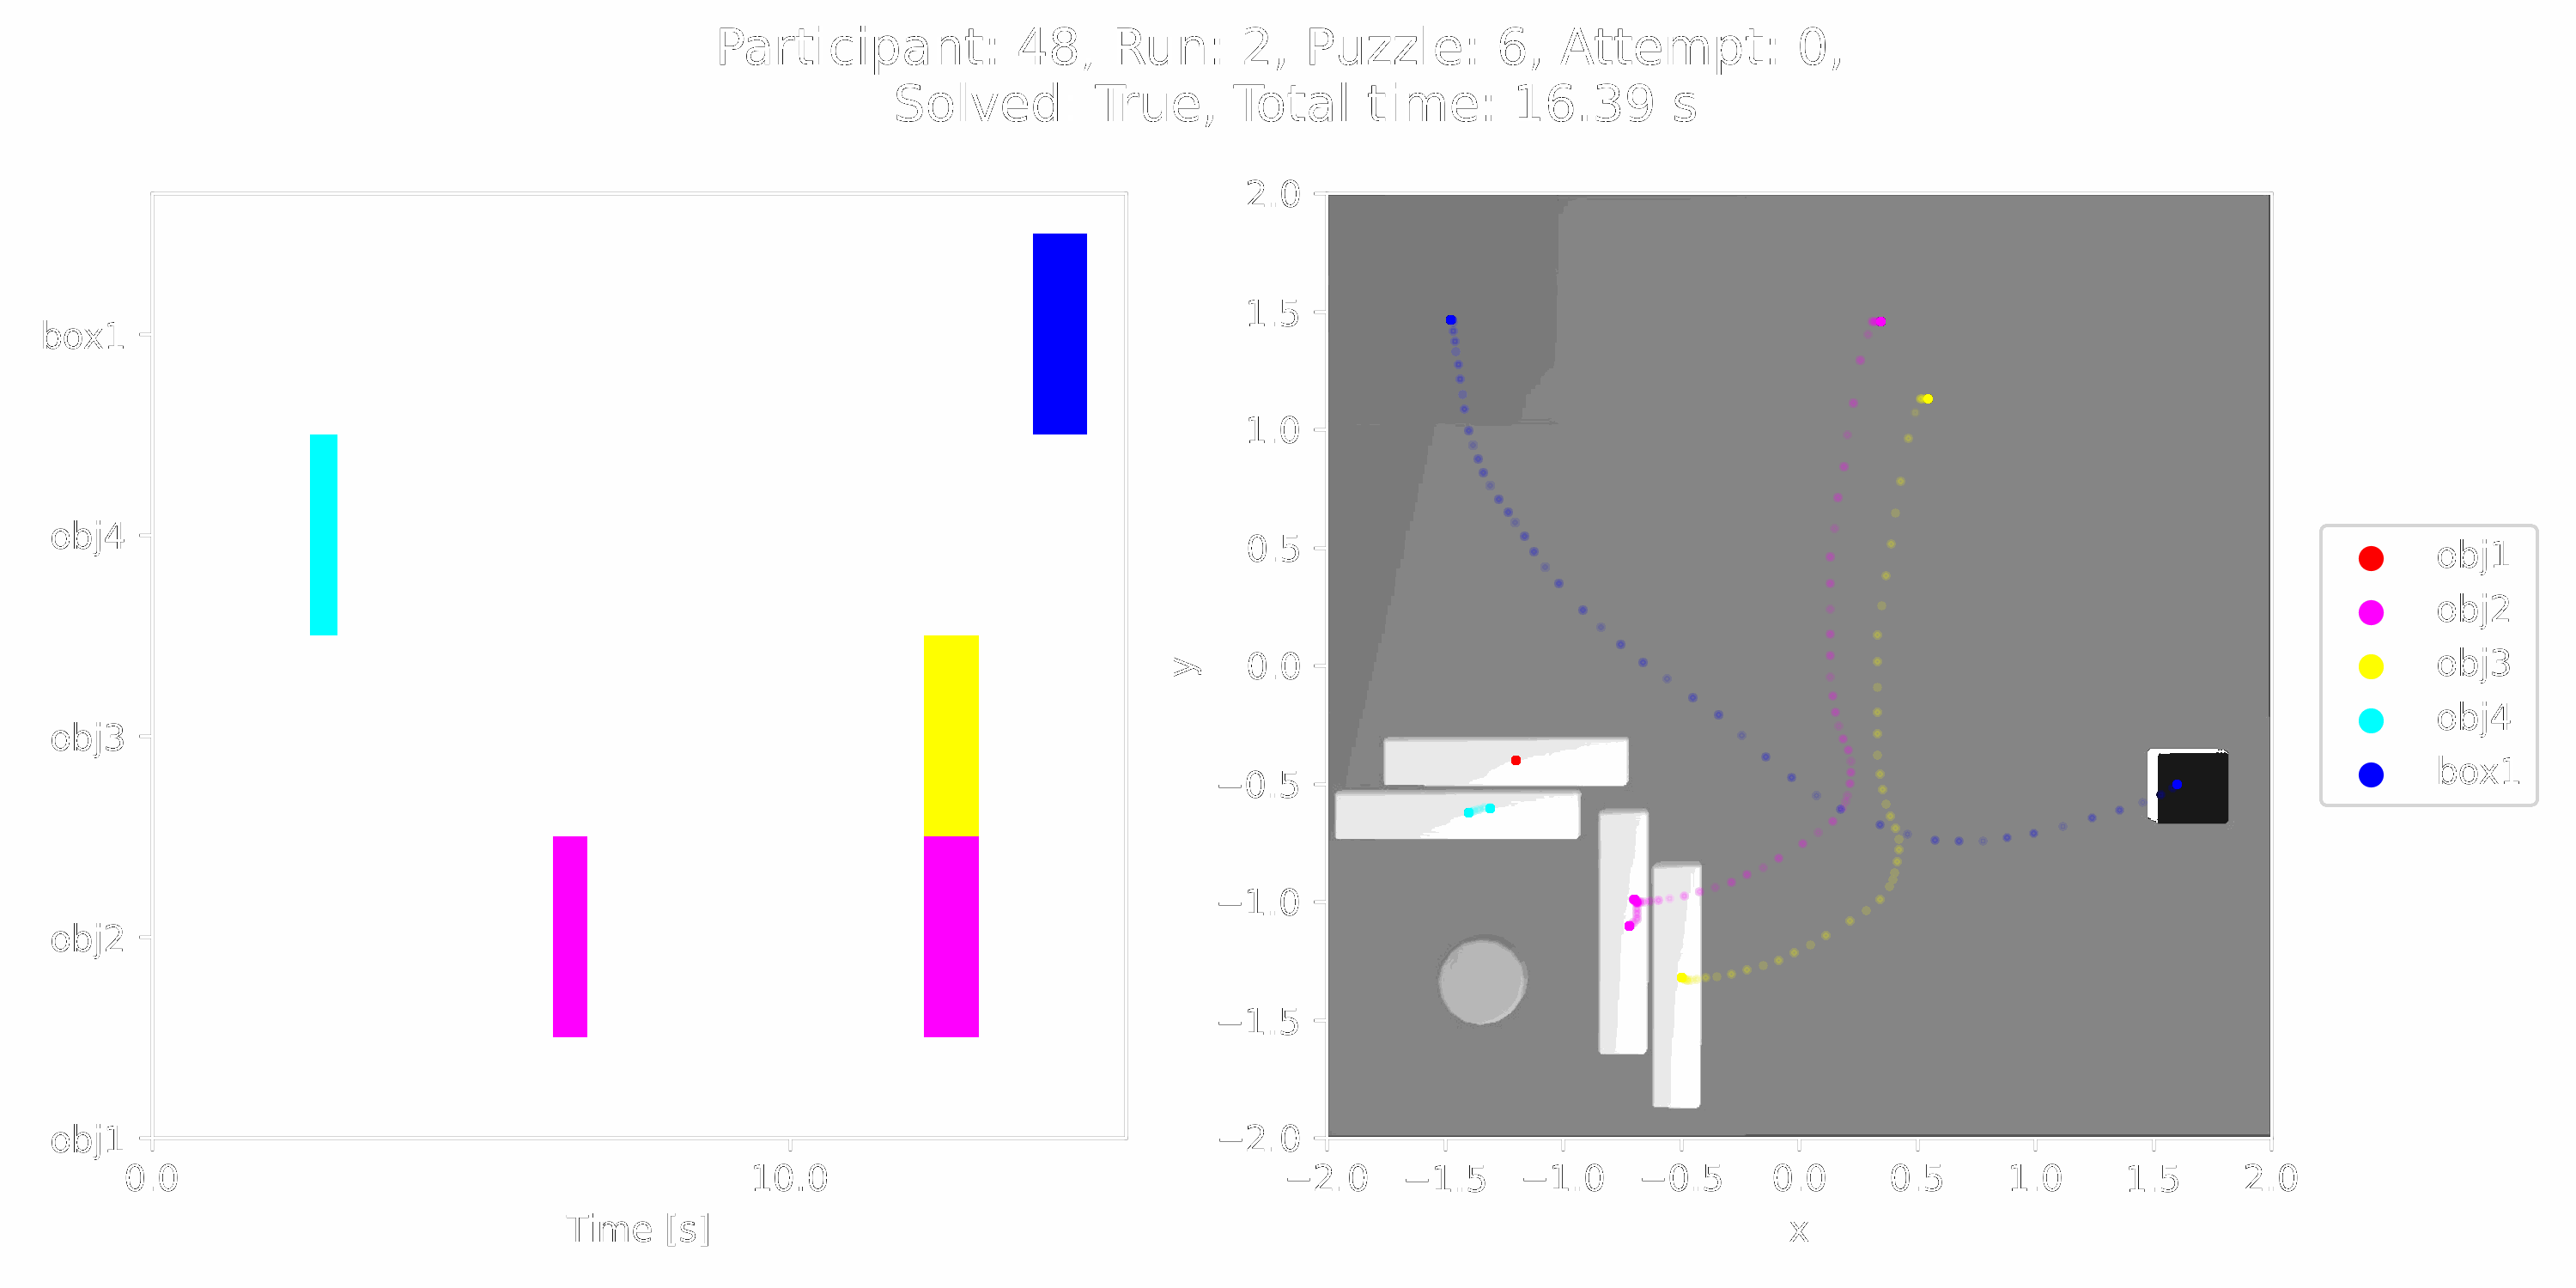 Participant: 48, Run: 2, Puzzle: 6, Attempt: 0,
Solved True, Total time: 16.39 s
box1
obj4
obj3
obj2
obj1
0.0
10.0
Time [s]
2.0
1.5
1.0
0.5
0.0
−0.5
−1.0
−1.5
−2.0
y
−2.0
−1.5
−1.0
−0.5
0.0
0.5
1.0
1.5
2.0
x
obj1
obj2
obj3
obj4
box1